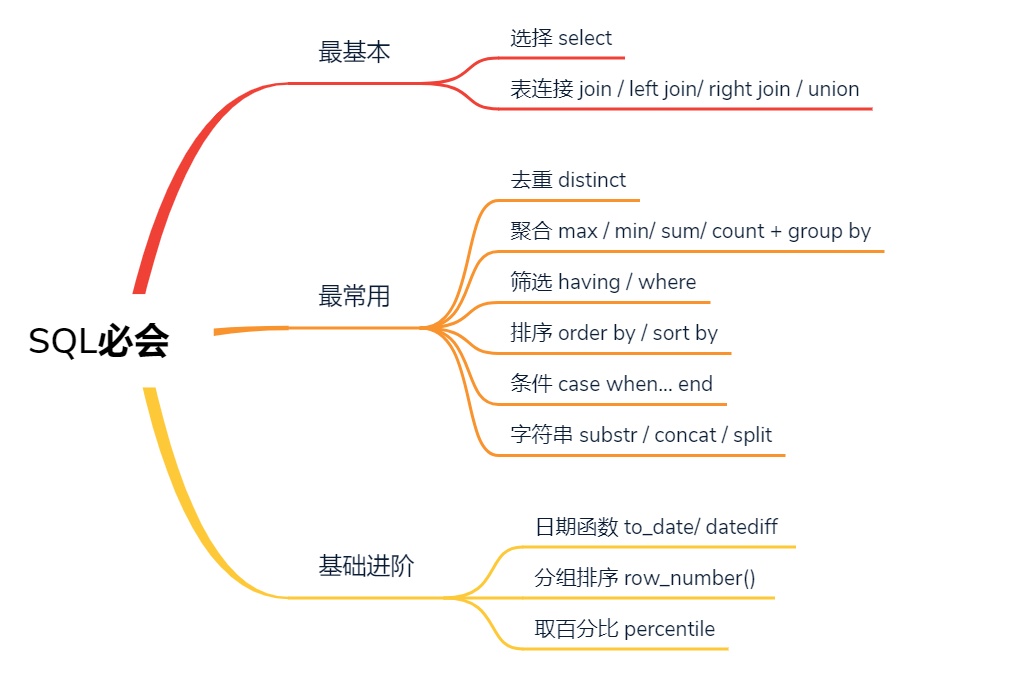 最基本
选择 select
表连接 join / left join/ right join / union
SQL必会
最常用
去重 distinct
聚合 max / min/ sum/ count + group by
筛选 having / where
排序 order by / sort by
条件 case when... end
字符串 substr / concat / split
基础进阶
日期函数 to_date/ datediff
分组排序 row_number()
取百分比 percentile